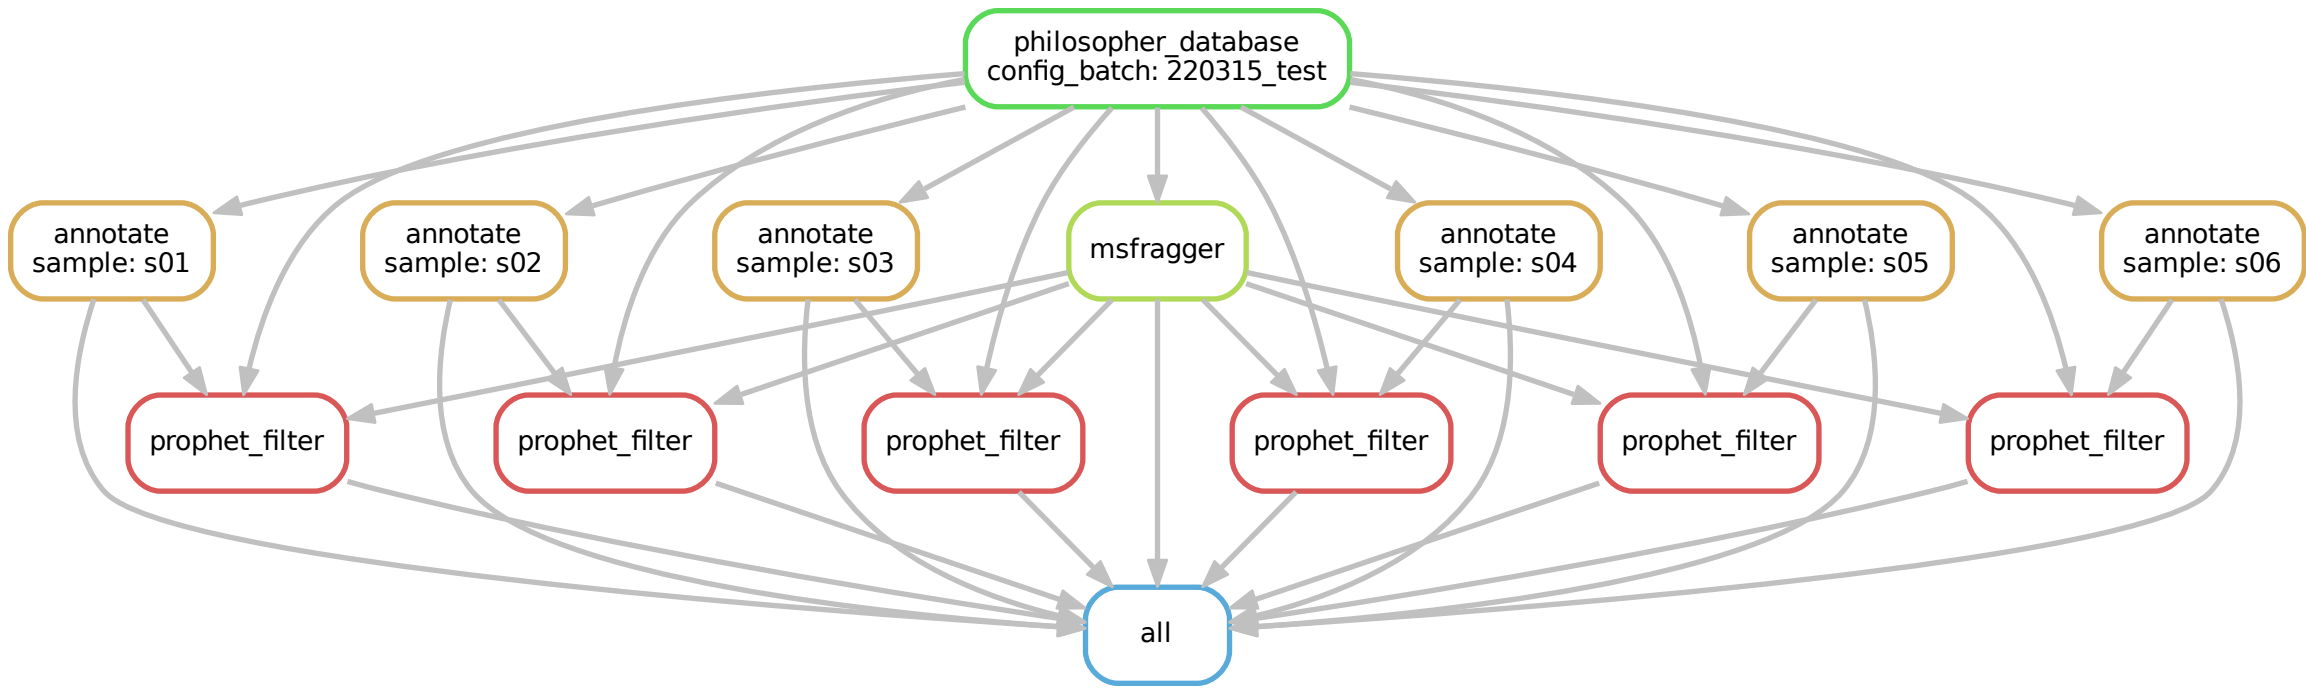 philosopher_database
config_batch: 220315_test
annotate
sample: s01
annotate
sample: s02
annotate
sample: s03
msfragger
annotate
sample: s04
annotate
sample: s05
annotate
sample: s06
prophet_filter
prophet_filter
prophet_filter
prophet_filter
prophet_filter
prophet_filter
all